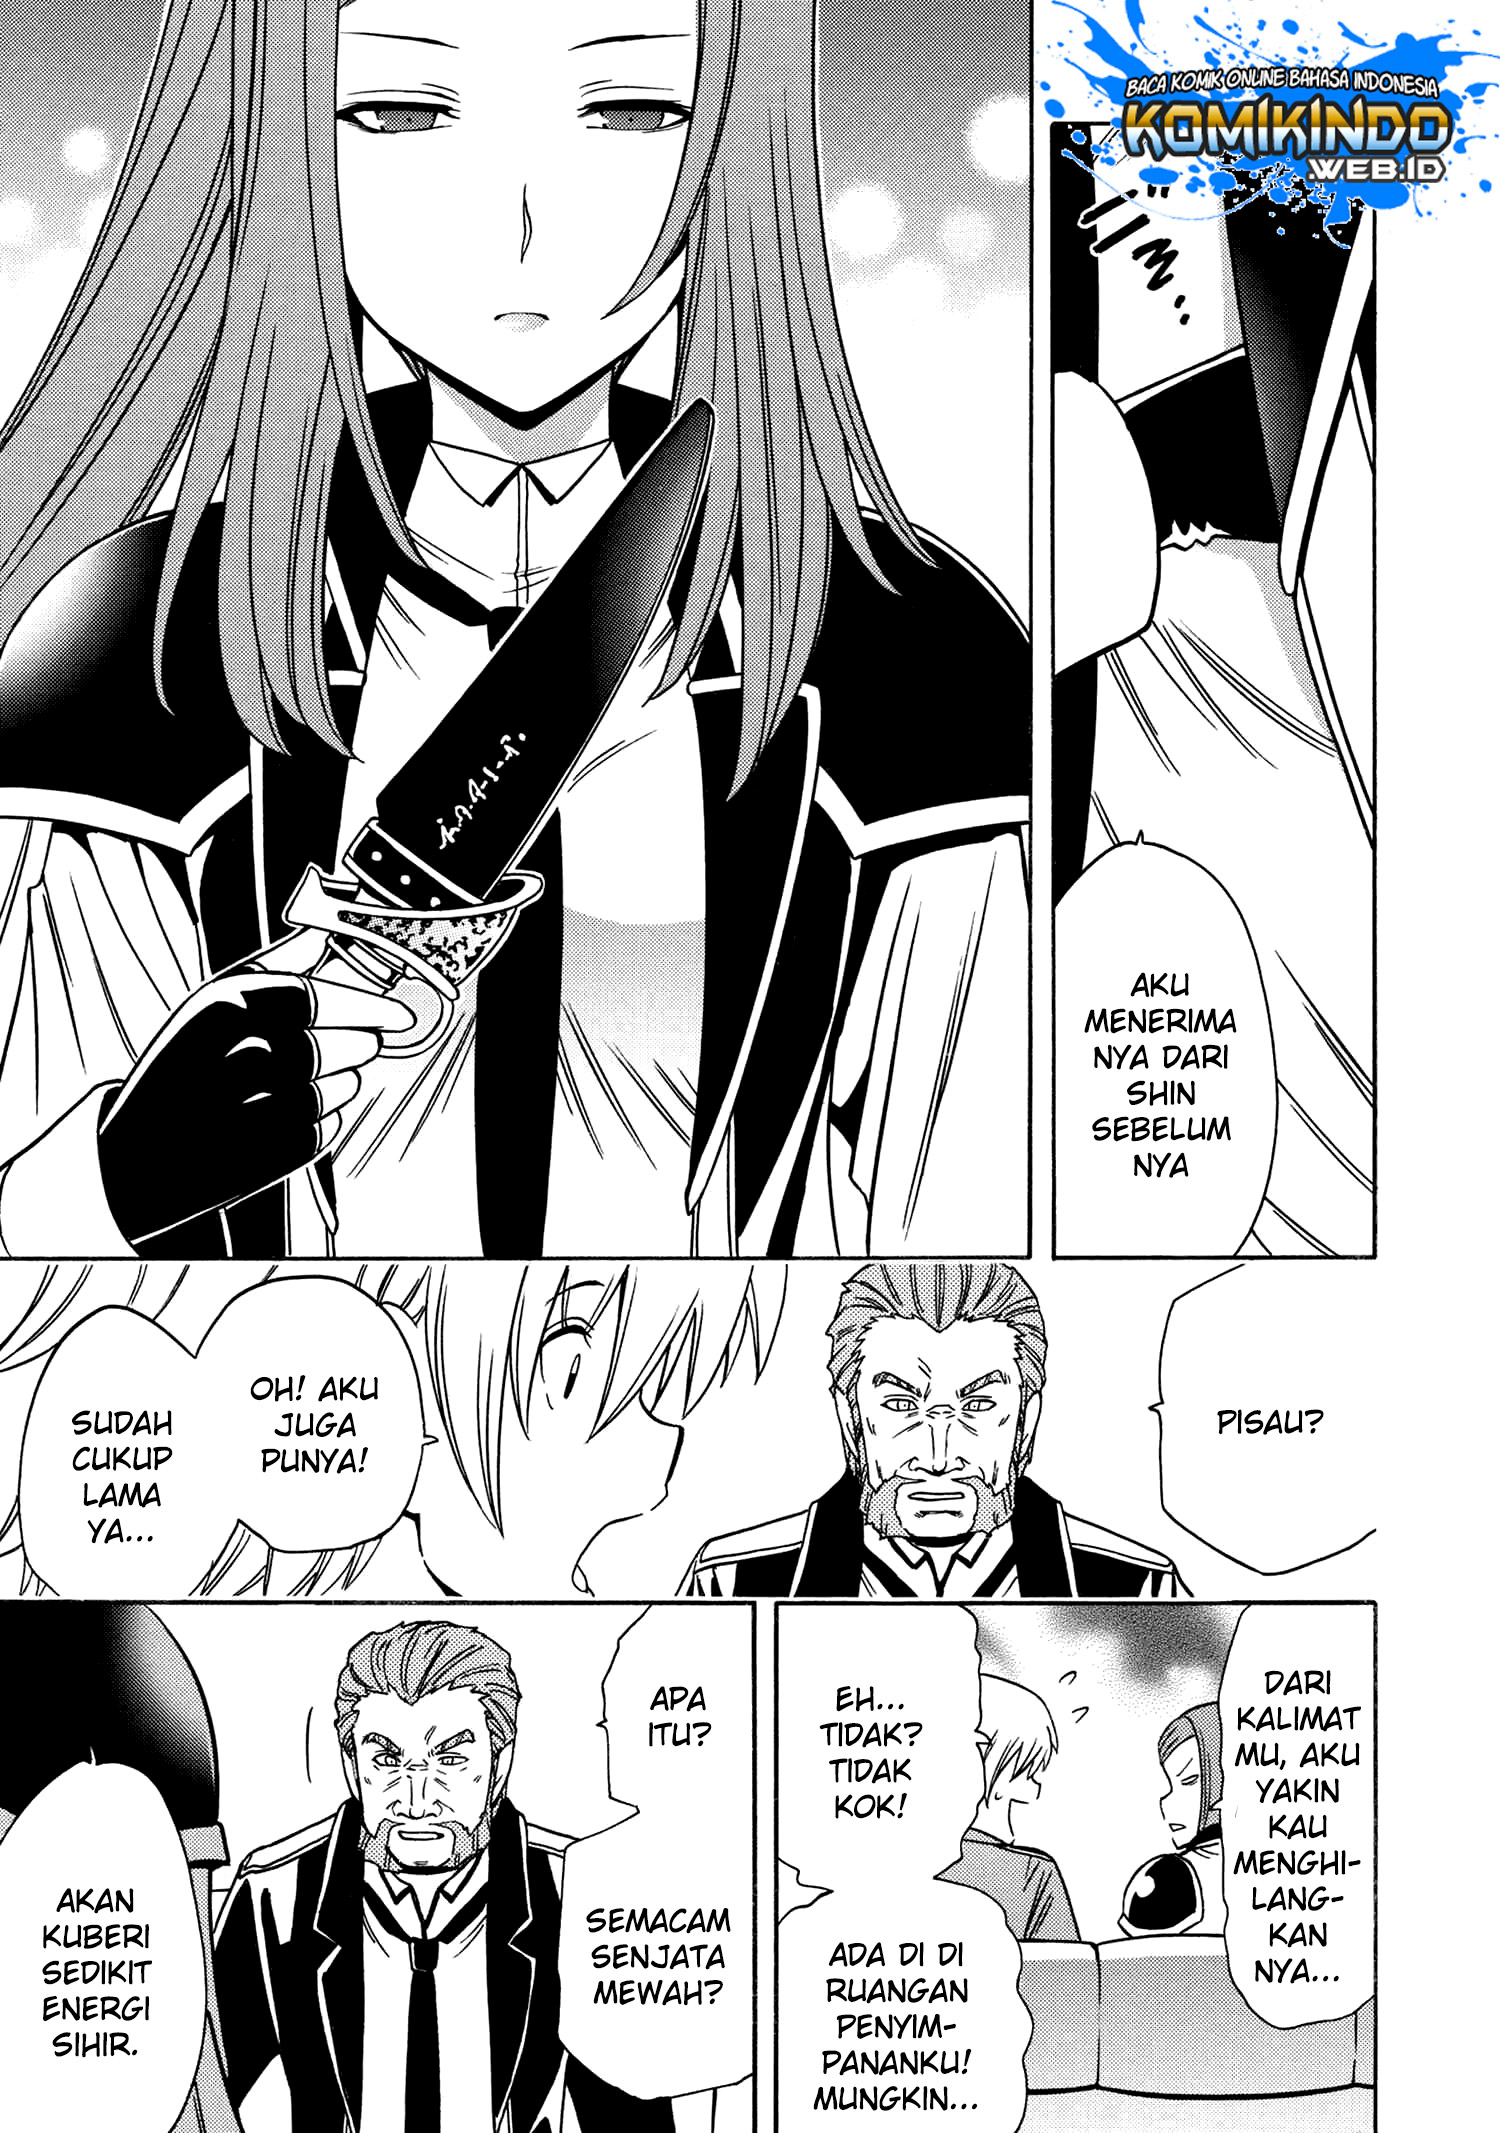 BACA KOMIK ONLINE BAHASA INDONESIA
KOMIKINDO
.WEB.ID
AKU
MENERIMA
NYA DARI
SHIN
SEBELUM
NYA
PISAU?
OH! AKU
JUGA
PUNYA!
SUDAH
CUKUP
LAMA
YA...
DARI
KALIMAT
MU, AKU
YAKIN
KAU
MENGHI-
LANG-
KAN
NYA...
EH...
TIDAK?
TIDAK
KOK!
ADA DI DI
RUANGAN
PENYIM-
PANANKU!
MUNGKIN...
APA
ITU?
SEMACAM
SENJATA
MEWAH?
AKAN
KUBERI
SEDIKIT
ENERGI
SIHIR.